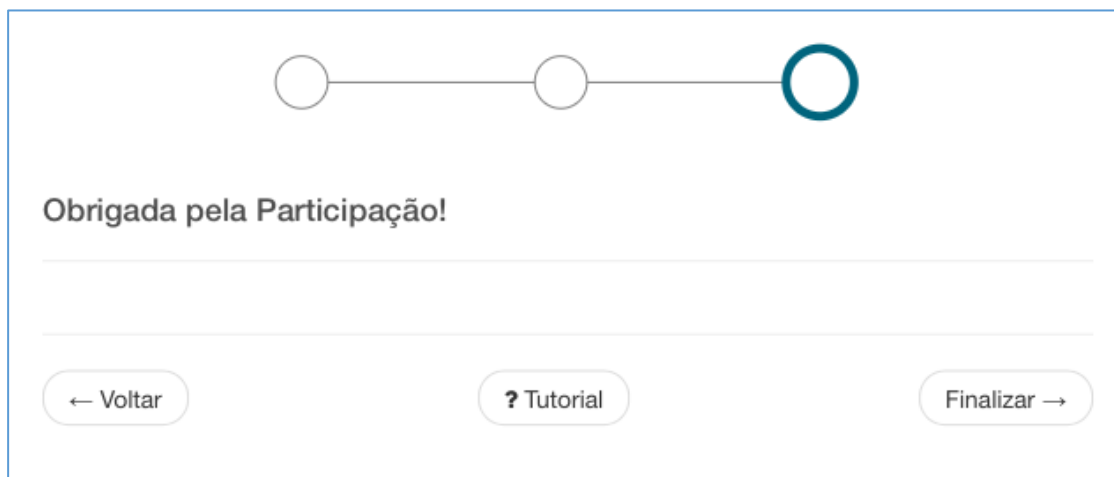 Obrigada pela Participação!
← Voltar
? Tutorial
Finalizar →